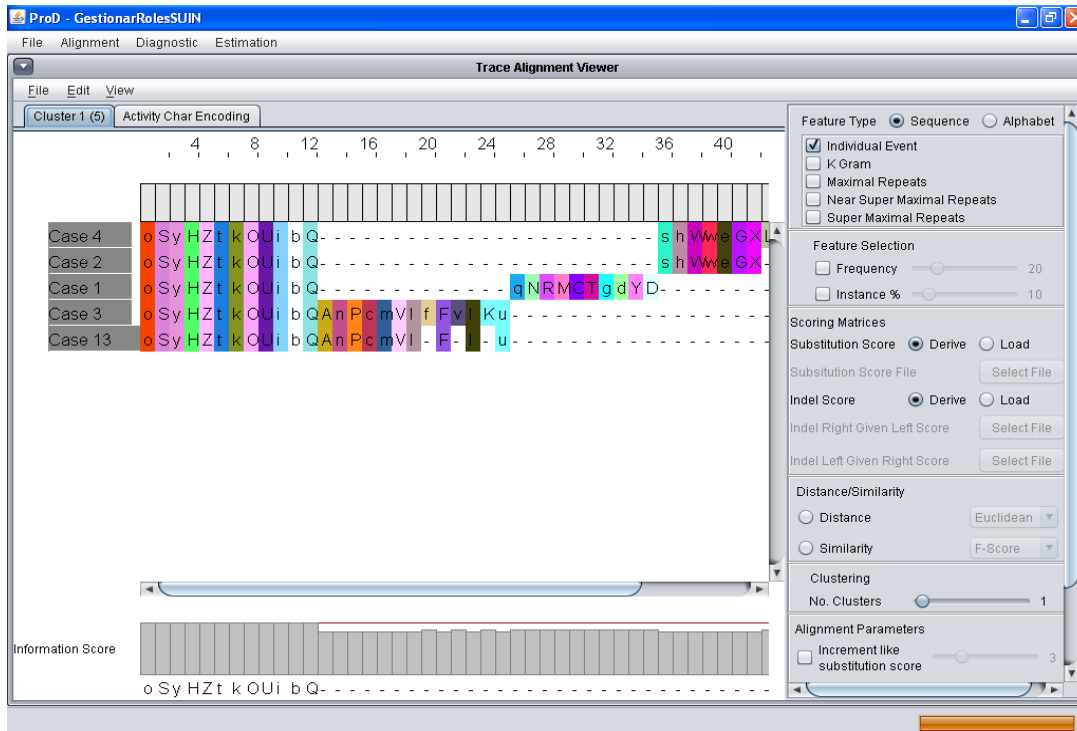 ProD - GestionarRolesSUIN
File Alignment Diagnostic Estimation
Trace Alignment Viewer
File Edit View
Cluster 1 (5) Activity Char Encoding
Feature Type Sequence Alphabet
Individual Event
K Gram
Maximal Repeats
Near Super Maximal Repeats
Super Maximal Repeats
Feature Selection
Frequency 20
Instance % 10
Scoring Matrices
Substitution Score Derive Load
Subsitution Score File Select File
Indel Score Derive Load
Indel Right Given Left Score Select File
Indel Left Given Right Score Select File
Distance/Similarity
Distance Euclidean
Similarity F-Score
Clustering
No. Clusters 1
Alignment Parameters
Increment like
substitution score 3
, 4 , 8 , 12 , 16 , 20 , 24 , 28 , 32 , 36 , 40 ,
Case 4 o S y H Z t k O U i b Q - - - - - - - - - - - - - - - - - - - - - - - s h W w e G X L
Case 2 o S y H Z t k O U i b Q - - - - - - - - - - - - - - - - - - - - - - - s h W w e G X -
Case 1 o S y H Z t k O U i b Q - - - - - - - - - - - - - q N R M C T g d Y D - - - - - - - -
Case 3 o S y H Z t k O U i b Q A n P c m V l f F v I K u - - - - - - - - - - - - - - - - - -
Case 13 o S y H Z t k O U i b Q A n P c m V l - F - I - u - - - - - - - - - - - - - - - - - -
Information Score
o S y H Z t k O U i b Q - - - - - - - - - - - - - - - - - - - - - - - - - - - - - - -